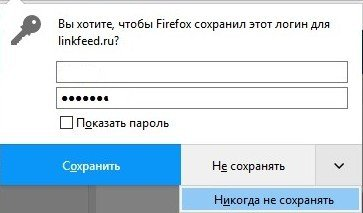 Вы хотите, чтобы Firefox сохранил этот логин для
linkfeed.ru?
●●●●●●●
Показать пароль
Сохранить Не сохранять
Никогда не сохранять